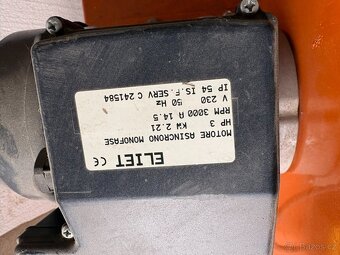 ELIET CE
MOTORE ASINCRONO MONOFASE
HP 3 KW 2.21
RPM 3000 A 14.5
V 230 50 Hz
IP 54 IS.F.SERV C 241584